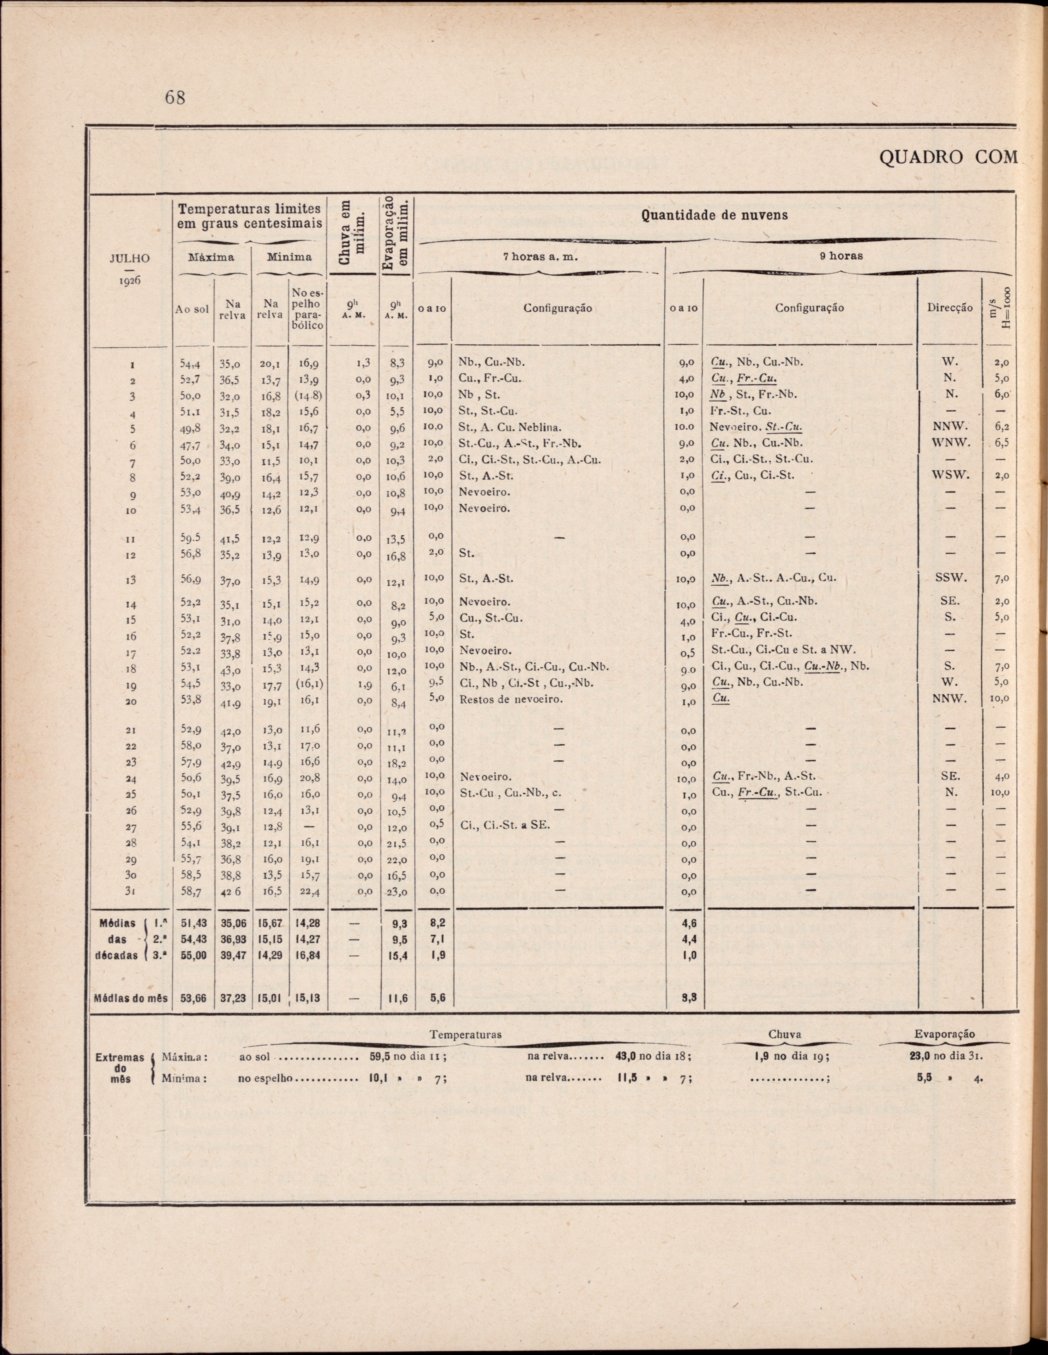 68
QUADRO COM
JULHO
1926
Temperaturas limites
em graus centesimais
Máxima Mínima
Ao sol Na relva Na relva No espelho parabólico
Chuva em milim.
9h A. M.
Evaporação em milim.
9h A. M.
Quantidade de nuvens
7 horas a. m. 9 horas
0 a 10 Configuração 0 a 10 Configuração Direcção m/s H=1000
1 54,4 35,0 20,1 16,9 1,3 8,3 9,0 Nb., Cu.-Nb. 9,0 Cu., Nb., Cu.-Nb. W. 2,0
2 52,7 36,5 13,7 13,9 0,0 9,3 1,0 Cu., Fr.-Cu. 4,0 Cu., Fr.-Cu. N. 5,0
3 50,0 32,0 16,8 (14 8) 0,3 10,1 10,0 Nb , St. 10,0 Nb , St., Fr.-Nb. N. 6,0
4 51,1 31,5 18,2 15,6 0,0 5,5 10,0 St., St.-Cu. 1,0 Fr.-St., Cu. — —
5 49,8 32,2 18,1 16,7 0,0 9,6 10.0 St., A. Cu. Neblina. 10.0 Nevoeiro. St.-Cu. NNW. 6,2
6 47,7 34,0 15,1 14,7 0,0 9,2 10,0 St.-Cu., A.-St., Fr.-Nb. 9,0 Cu. Nb., Cu.-Nb. WNW. 6,5
7 50,0 33,0 11,5 10,1 0,0 10,3 2,0 Ci., Ci.-St., St.-Cu., A.-Cu. 2,0 Ci., Ci.-St., St.-Cu. — —
8 52,2 39,0 16,4 15,7 0,0 10,6 10,0 St., A.-St. 1,0 Ci., Cu., Ci.-St. WSW. 2,0
9 53,0 40,9 14,2 12,3 0,0 10,8 10,0 Nevoeiro. 0,0 — — —
10 53,4 36,5 12,6 12,1 0,0 9,4 10,0 Nevoeiro. 0,0 — — —
11 59.5 41,5 12,2 12,9 0,0 13,5 0,0 — 0,0 — — —
12 56,8 35,2 13,9 13,0 0,0 16,8 2,0 St. 0,0 — — —
13 56,9 37,0 15,3 14,9 0,0 12,1 10,0 St., A.-St. 10,0 Nb., A.-St.. A.-Cu., Cu. SSW. 7,0
14 52,2 35,1 15,1 15,2 0,0 8,2 10,0 Nevoeiro. 10,0 Cu., A.-St., Cu.-Nb. SE. 2,0
15 53,1 31,0 14,0 12,1 0,0 9,0 5,0 Cu., St.-Cu. 4,0 Ci., Cu., Ci.-Cu. S. 5,0
16 52,2 37,8 15,9 15,0 0,0 9,3 10,0 St. 1,0 Fr.-Cu., Fr.-St. — —
17 52.2 33,8 13,0 13,1 0,0 10,0 10,0 Nevoeiro. 0,5 St.-Cu., Ci.-Cu e St. a NW. — —
18 53,1 43,0 15,3 14,3 0,0 12,0 10,0 Nb., A.-St., Ci.-Cu., Cu.-Nb. 9 0 Ci., Cu., Ci.-Cu., Cu.-Nb., Nb. S. 7,0
19 54,5 33,0 17,7 (16,1) 1,9 6,1 9,5 Ci., Nb , Ci.-St , Cu.,-Nb. 9,0 Cu., Nb., Cu.-Nb. W. 5,0
20 53,8 41,9 19,1 16,1 0,0 8,4 5,0 Restos de nevoeiro. 1,0 Cu. NNW. 10,0
21 52,9 42,0 13,0 11,6 0,0 11,2 0,0 — 0,0 — — —
22 58,0 37,0 13,1 17,0 0,0 11,1 0,0 — 0,0 — — —
23 57,9 42,9 14,9 16,6 0,0 18,2 0,0 — 0,0 — — —
24 50,6 39,5 16,9 20,8 0,0 14,0 10,0 Nevoeiro. 10,0 Cu., Fr.-Nb., A.-St. SE. 4,0
25 50,1 37,5 16,0 16,0 0,0 9,4 10,0 St.-Cu , Cu.-Nb., c. 1,0 Cu., Fr.-Cu., St.-Cu. N. 10,0
26 52,9 39,8 12,4 13,1 0,0 10,5 0,0 — 0,0 — — —
27 55,6 39,1 12,8 — 0,0 12,0 0,5 Ci., Ci.-St. a SE. 0,0 — — —
28 54,1 38,2 12,1 16,1 0,0 21,5 0,0 — 0,0 — — —
29 55,7 36,8 16,0 19,1 0,0 22,0 0,0 — 0,0 — — —
30 58,5 38,8 13,5 15,7 0,0 16,5 0,0 — 0,0 — — —
31 58,7 42 6 16,5 22,4 0,0 23,0 0,0 — 0,0 — — —
Médias 1.ª 51,43 35,06 15,67 14,28 — 9,3 8,2 4,6
das 2.ª 54,43 36,93 15,15 14,27 — 9,5 7,1 4,4
décadas 3.ª 55,00 39,47 14,29 16,84 — 15,4 1,9 1,0
Médias do mês 53,66 37,23 15,01 15,13 — 11,6 5,6 3,3
Temperaturas Chuva Evaporação
Extremas do mês
Máxima: ao sol ............... 59,5 no dia 11; na relva....... 43,0 no dia 18; 1,9 no dia 19; 23,0 no dia 31.
Mínima: no espelho............ 10,1 » » 7; na relva....... 11,5 » » 7; ..............; 5,5 » 4.